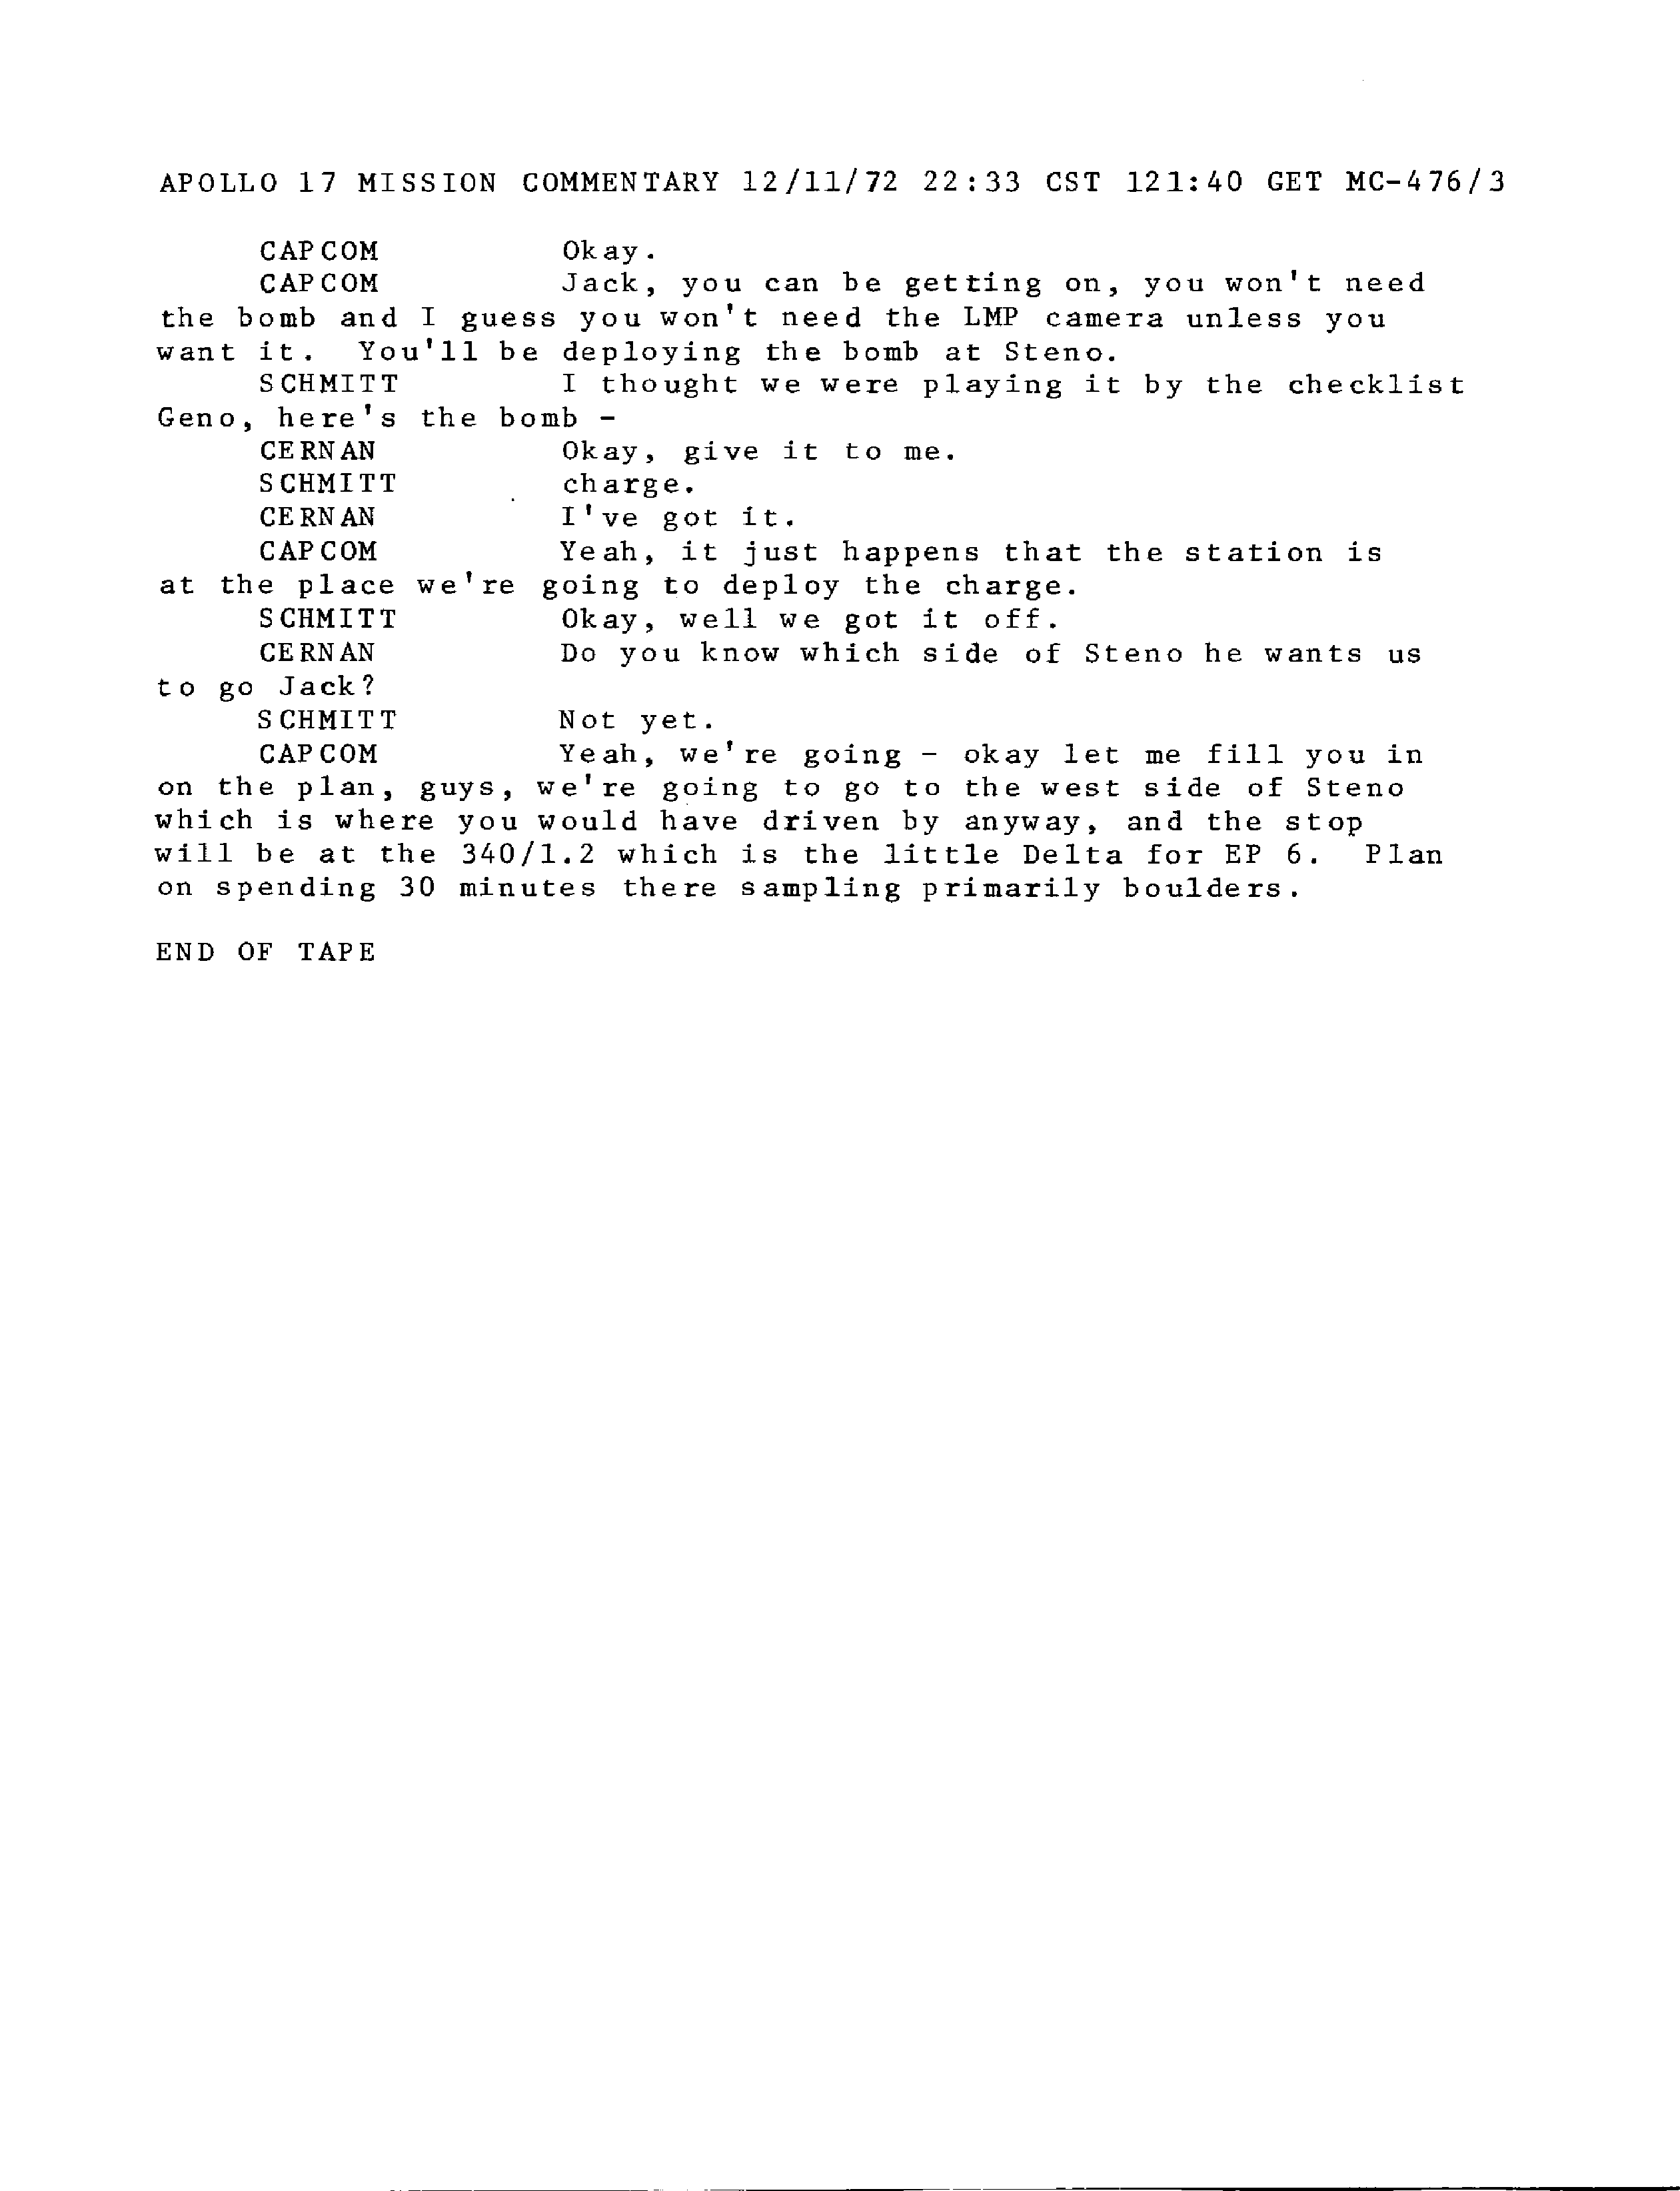 APOLLO 17 MISSION COMMENTARY 12/11/72 22:33 CST 121:40 GET MC-476/3
CAPCOM Okay.
CAPCOM Jack, you can be getting on, you won't need
the bomb and I guess you won't need the LMP camera unless you
want it. You'll be deploying the bomb at Steno.
SCHMITT I thought we were playing it by the checklist
Geno, here's the bomb -
CERNAN Okay, give it to me.
SCHMITT charge.
CERNAN I've got it.
CAPCOM Yeah, it just happens that the station is
at the place we're going to deploy the charge.
SCHMITT Okay, well we got it off.
CERNAN Do you know which side of Steno he wants us
to go Jack?
SCHMITT Not yet.
CAPCOM Yeah, we're going - okay let me fill you in
on the plan, guys, we're going to go to the west side of Steno
which is where you would have driven by anyway, and the stop
will be at the 340/1.2 which is the little Delta for EP 6. Plan
on spending 30 minutes there sampling primarily boulders.
END OF TAPE